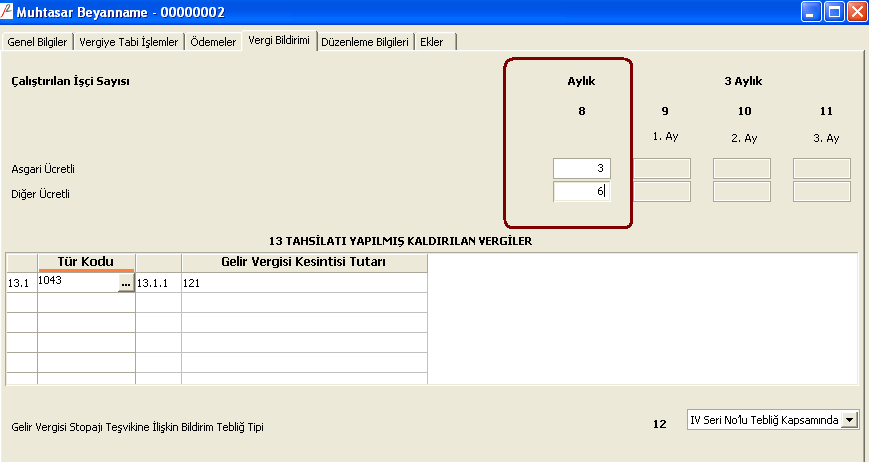 Muhtasar Beyanname - 00000002
Genel Bilgiler Vergiye Tabi İşlemler Ödemeler Vergi Bildirimi Düzenleme Bilgileri Ekler
Çalıştırılan İşçi Sayısı Aylık 3 Aylık
8 9 10 11
1. Ay 2. Ay 3. Ay
Asgari Ücretli 3
Diğer Ücretli 6
13 TAHSİLATI YAPILMIŞ KALDIRILAN VERGİLER
Tür Kodu Gelir Vergisi Kesintisi Tutarı
13.1 1043 ... 13.1.1 121
Gelir Vergisi Stopajı Teşvikine İlişkin Bildirim Tebliğ Tipi 12 IV Seri No'lu Tebliğ Kapsamında